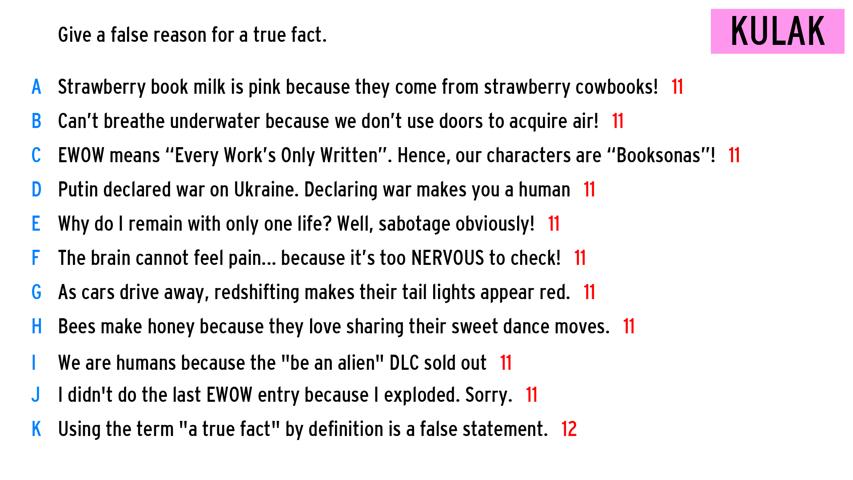 Give a false reason for a true fact.
KULAK
A Strawberry book milk is pink because they come from strawberry cowbooks! 11
B Can't breathe underwater because we don't use doors to acquire air! 11
C EWOW means “Every Work's Only Written”. Hence, our characters are “Booksonas”! 11
D Putin declared war on Ukraine. Declaring war makes you a human 11
E Why do I remain with only one life? Well, sabotage obviously! 11
F The brain cannot feel pain... because it's too NERVOUS to check! 11
G As cars drive away, redshifting makes their tail lights appear red. 11
H Bees make honey because they love sharing their sweet dance moves. 11
I We are humans because the "be an alien" DLC sold out 11
J I didn't do the last EWOW entry because I exploded. Sorry. 11
K Using the term "a true fact" by definition is a false statement. 12